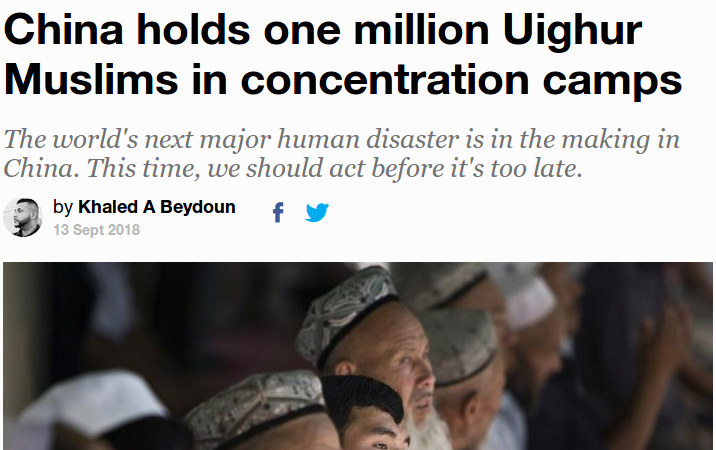 China holds one million Uighur
Muslims in concentration camps
The world's next major human disaster is in the making in
China. This time, we should act before it's too late.
by Khaled A Beydoun
13 Sept 2018